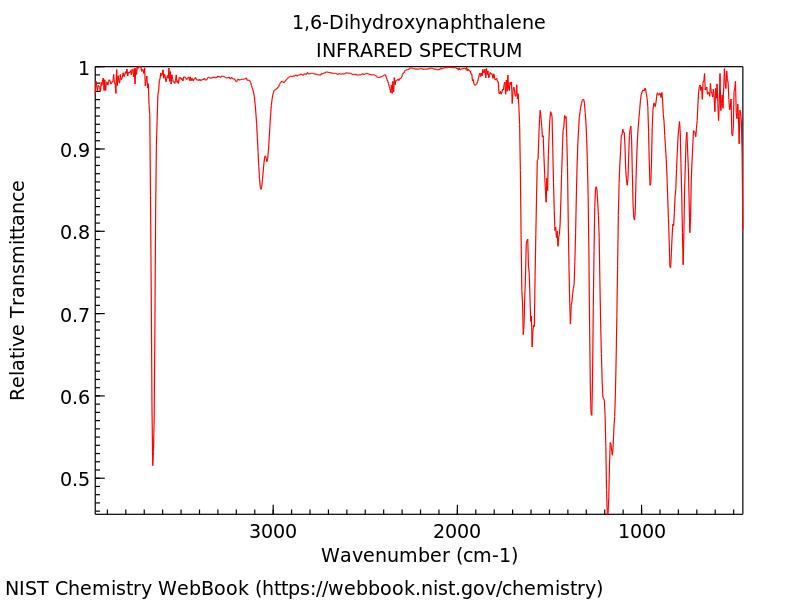 1,6-Dihydroxynaphthalene
INFRARED SPECTRUM
1
0.9
0.8
0.7
0.6
0.5
Relative Transmittance
3000 2000 1000
Wavenumber (cm-1)
NIST Chemistry WebBook (https://webbook.nist.gov/chemistry)